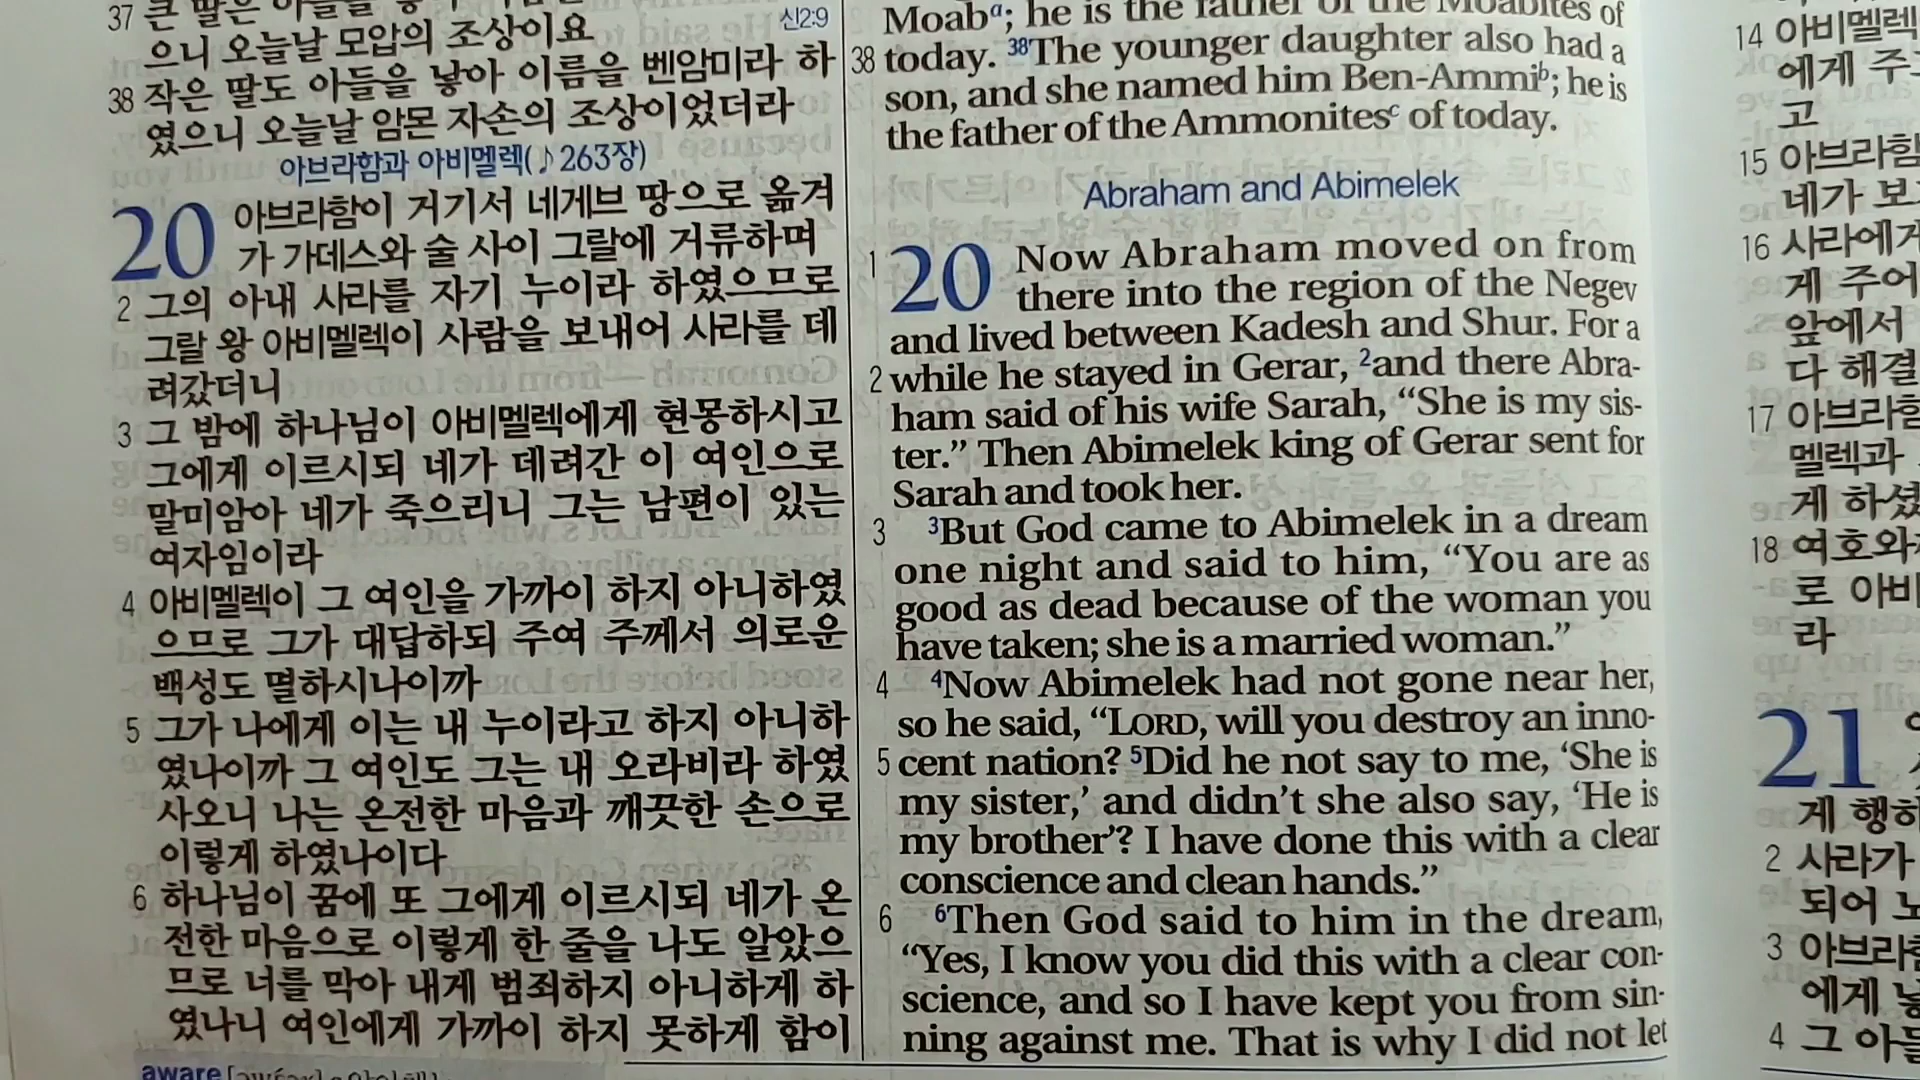 37 큰 딸은 아들을
으니 오늘날 모압의 조상이요
신2:9
38 작은 딸도 아들을 낳아 이름을 벤암미라 하
였으니 오늘날 암몬 자손의 조상이었더라
아브라함과 아비멜렉(♪263장)
20 아브라함이 거기서 네게브 땅으로 옮겨
가 가데스와 술 사이 그랄에 거류하며
2 그의 아내 사라를 자기 누이라 하였으므로
그랄 왕 아비멜렉이 사람을 보내어 사라를 데
려갔더니
3 그 밤에 하나님이 아비멜렉에게 현몽하시고
그에게 이르시되 네가 데려간 이 여인으로
말미암아 네가 죽으리니 그는 남편이 있는
여자임이라
4 아비멜렉이 그 여인을 가까이 하지 아니하였
으므로 그가 대답하되 주여 주께서 의로운
백성도 멸하시나이까
5 그가 나에게 이는 내 누이라고 하지 아니하
였나이까 그 여인도 그는 내 오라비라 하였
사오니 나는 온전한 마음과 깨끗한 손으로
이렇게 하였나이다
6 하나님이 꿈에 또 그에게 이르시되 네가 온
전한 마음으로 이렇게 한 줄을 나도 알았으
므로 너를 막아 내게 범죄하지 아니하게 하
였나니 여인에게 가까이 하지 못하게 함이
aware
Moabᵃ; he is the father of the Moabites of
38 today. ³⁸The younger daughter also had a
son, and she named him Ben-Ammiᵇ; he is
the father of the Ammonitesᶜ of today.
Abraham and Abimelek
1 20 Now Abraham moved on from
there into the region of the Negev
and lived between Kadesh and Shur. For a
2 while he stayed in Gerar, ²and there Abra-
ham said of his wife Sarah, “She is my sis-
ter.” Then Abimelek king of Gerar sent for
Sarah and took her.
3 ³But God came to Abimelek in a dream
one night and said to him, “You are as
good as dead because of the woman you
have taken; she is a married woman.”
4 ⁴Now Abimelek had not gone near her,
so he said, “LORD, will you destroy an inno-
5 cent nation? ⁵Did he not say to me, ‘She is
my sister,’ and didn’t she also say, ‘He is
my brother’? I have done this with a clear
conscience and clean hands.”
6 ⁶Then God said to him in the dream,
“Yes, I know you did this with a clear con-
science, and so I have kept you from sin-
ning against me. That is why I did not let
14 아비멜렉
에게 주
고
15 아브라함
네가 보
16 사라에게
게 주어
앞에서
다 해결
17 아브라함
멜렉과
게 하셨
18 여호와
로 아비
라
21
게 행하
2 사라가
되어 노
3 아브라함
에게 낳
4 그 아들